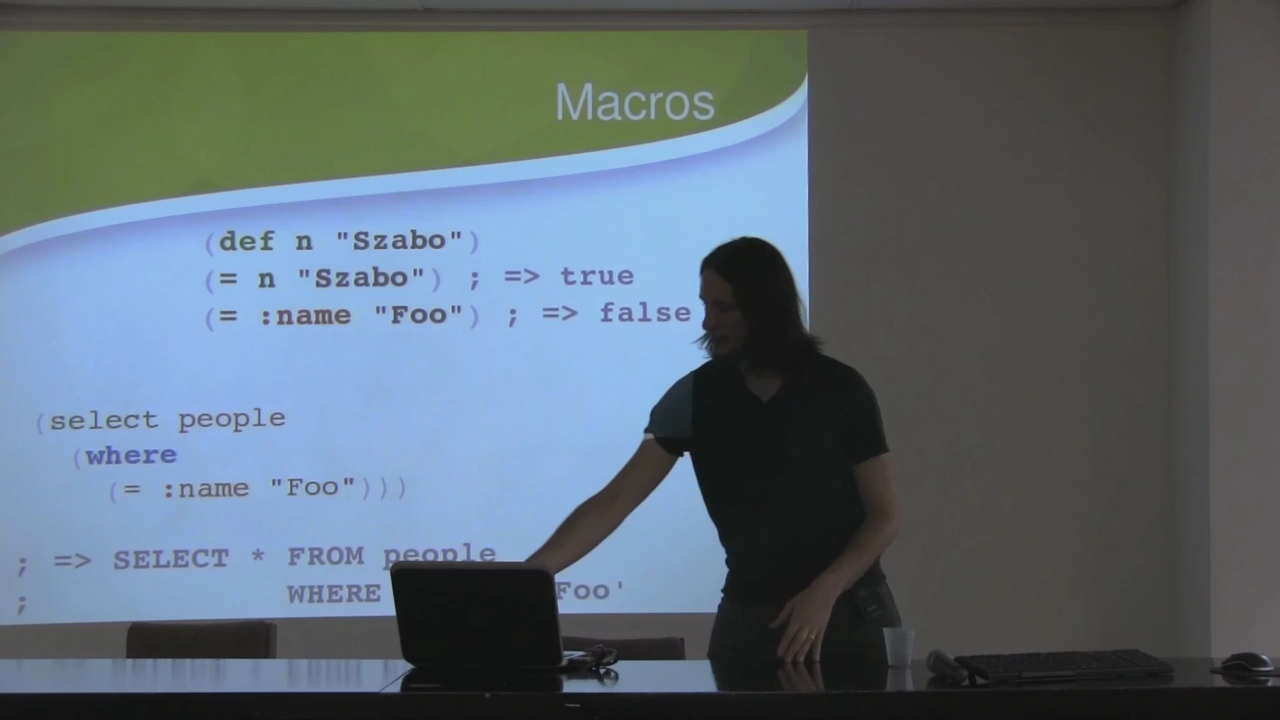 Macros
(def n "Szabo")
(= n "Szabo") ; => true
(= :name "Foo") ; => false
(select people
(where
(= :name "Foo")))
; => SELECT * FROM people
; WHERE Foo'